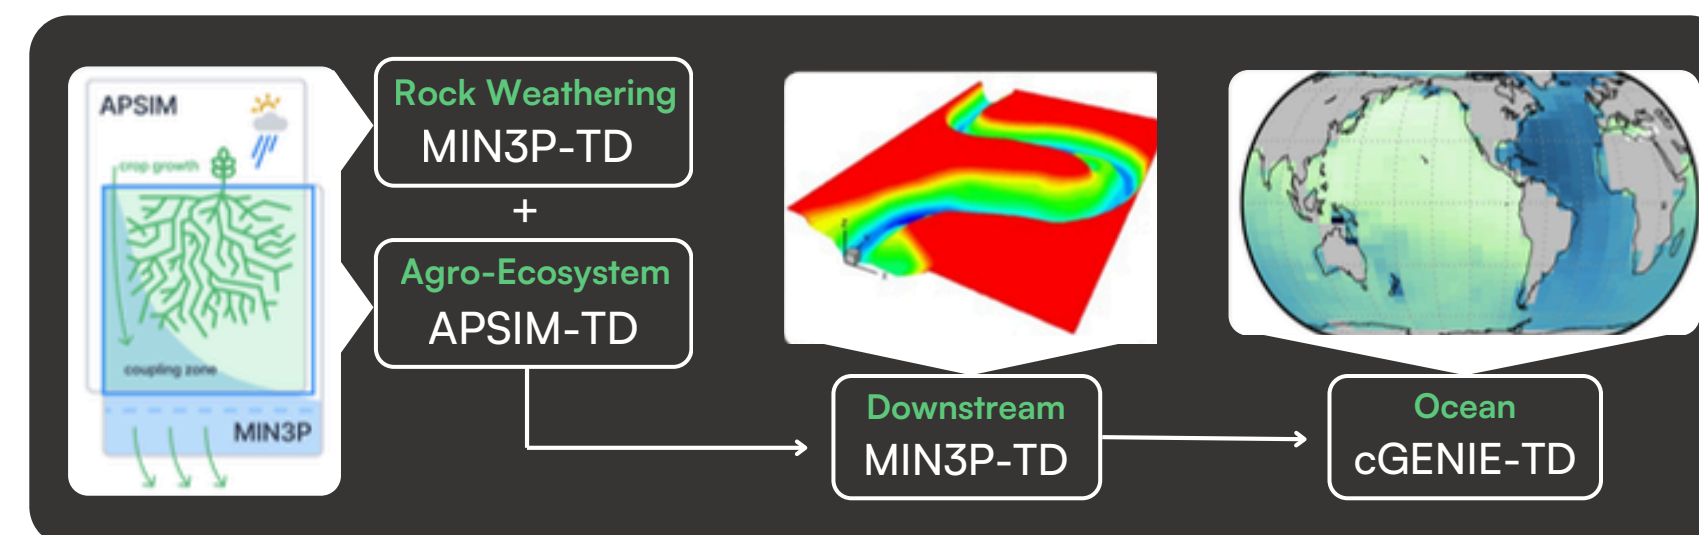 APSIM
crop growth
coupling zone
MIN3P
Rock Weathering
MIN3P-TD
+
Agro-Ecosystem
APSIM-TD
Downstream
MIN3P-TD
Ocean
cGENIE-TD